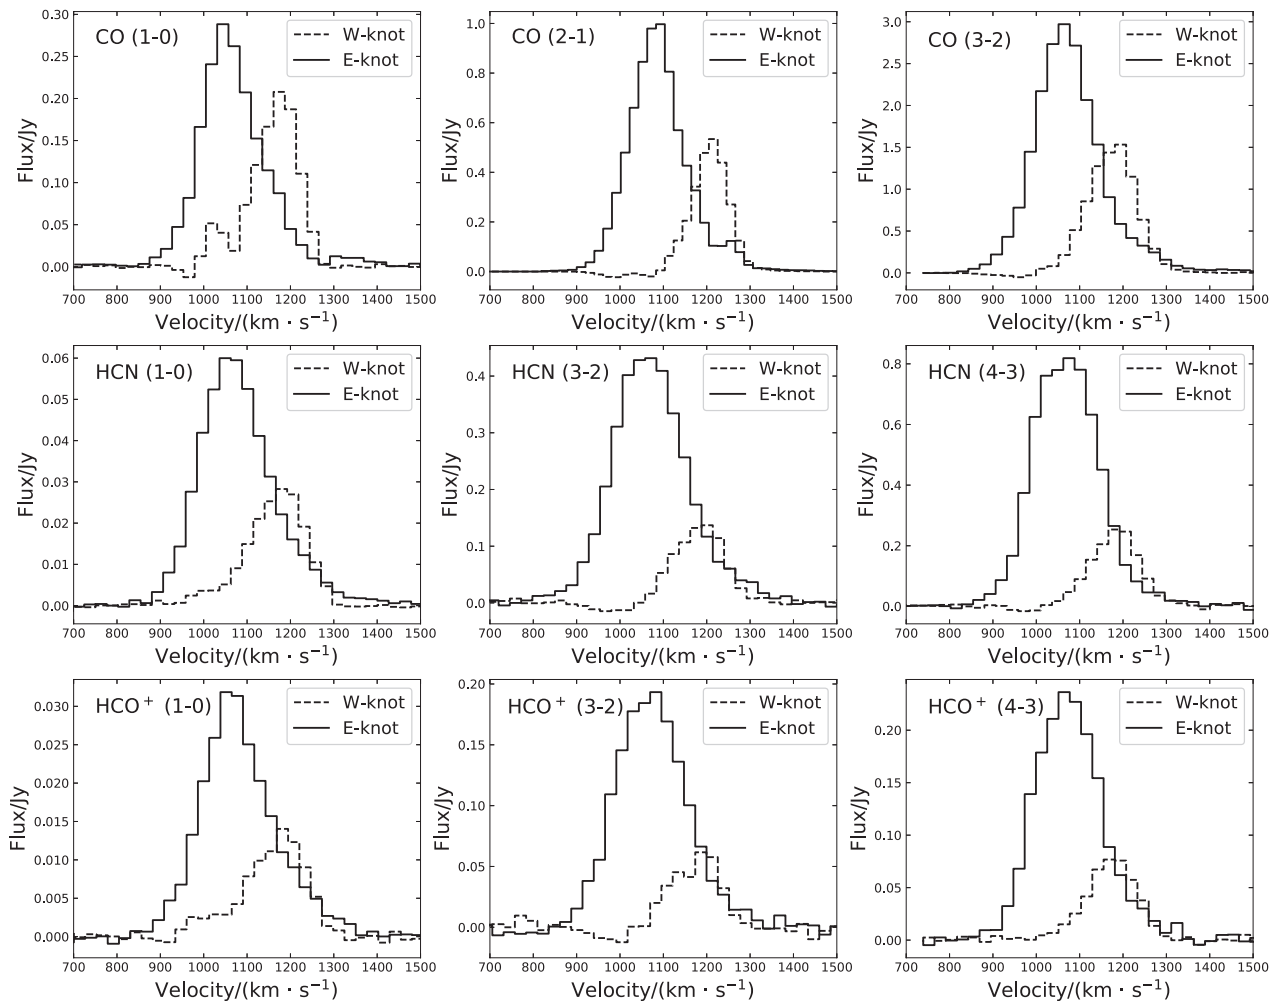 CO (1-0)
W-knot
E-knot
0.30
0.25
0.20
0.15
0.10
0.05
0.00
Flux/Jy
700 800 900 1000 1100 1200 1300 1400 1500
Velocity/(km · s⁻¹)
CO (2-1)
W-knot
E-knot
1.0
0.8
0.6
0.4
0.2
0.0
Flux/Jy
700 800 900 1000 1100 1200 1300 1400 1500
Velocity/(km · s⁻¹)
CO (3-2)
W-knot
E-knot
3.0
2.5
2.0
1.5
1.0
0.5
0.0
Flux/Jy
700 800 900 1000 1100 1200 1300 1400 1500
Velocity/(km · s⁻¹)
HCN (1-0)
W-knot
E-knot
0.06
0.05
0.04
0.03
0.02
0.01
0.00
Flux/Jy
700 800 900 1000 1100 1200 1300 1400 1500
Velocity/(km · s⁻¹)
HCN (3-2)
W-knot
E-knot
0.4
0.3
0.2
0.1
0.0
Flux/Jy
700 800 900 1000 1100 1200 1300 1400 1500
Velocity/(km · s⁻¹)
HCN (4-3)
W-knot
E-knot
0.8
0.6
0.4
0.2
0.0
Flux/Jy
700 800 900 1000 1100 1200 1300 1400 1500
Velocity/(km · s⁻¹)
HCO⁺ (1-0)
W-knot
E-knot
0.030
0.025
0.020
0.015
0.010
0.005
0.000
Flux/Jy
700 800 900 1000 1100 1200 1300 1400 1500
Velocity/(km · s⁻¹)
HCO⁺ (3-2)
W-knot
E-knot
0.20
0.15
0.10
0.05
0.00
Flux/Jy
700 800 900 1000 1100 1200 1300 1400 1500
Velocity/(km · s⁻¹)
HCO⁺ (4-3)
W-knot
E-knot
0.20
0.15
0.10
0.05
0.00
Flux/Jy
700 800 900 1000 1100 1200 1300 1400 1500
Velocity/(km · s⁻¹)